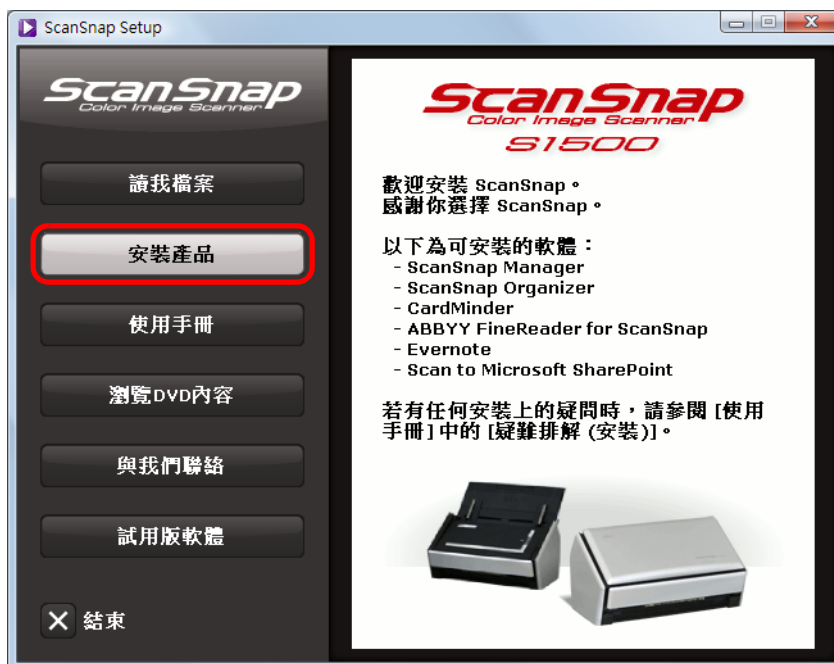 ScanSnap Setup
ScanSnap
Color Image Scanner
讀我檔案
安裝產品
使用手冊
瀏覽DVD內容
與我們聯絡
試用版軟體
結束
ScanSnap
Color Image Scanner
S1500
歡迎安裝 ScanSnap。
感謝你選擇 ScanSnap。
以下為可安裝的軟體：
- ScanSnap Manager
- ScanSnap Organizer
- CardMinder
- ABBYY FineReader for ScanSnap
- Evernote
- Scan to Microsoft SharePoint
若有任何安裝上的疑問時，請參閱 [使用
手冊] 中的 [疑難排解 (安裝)]。